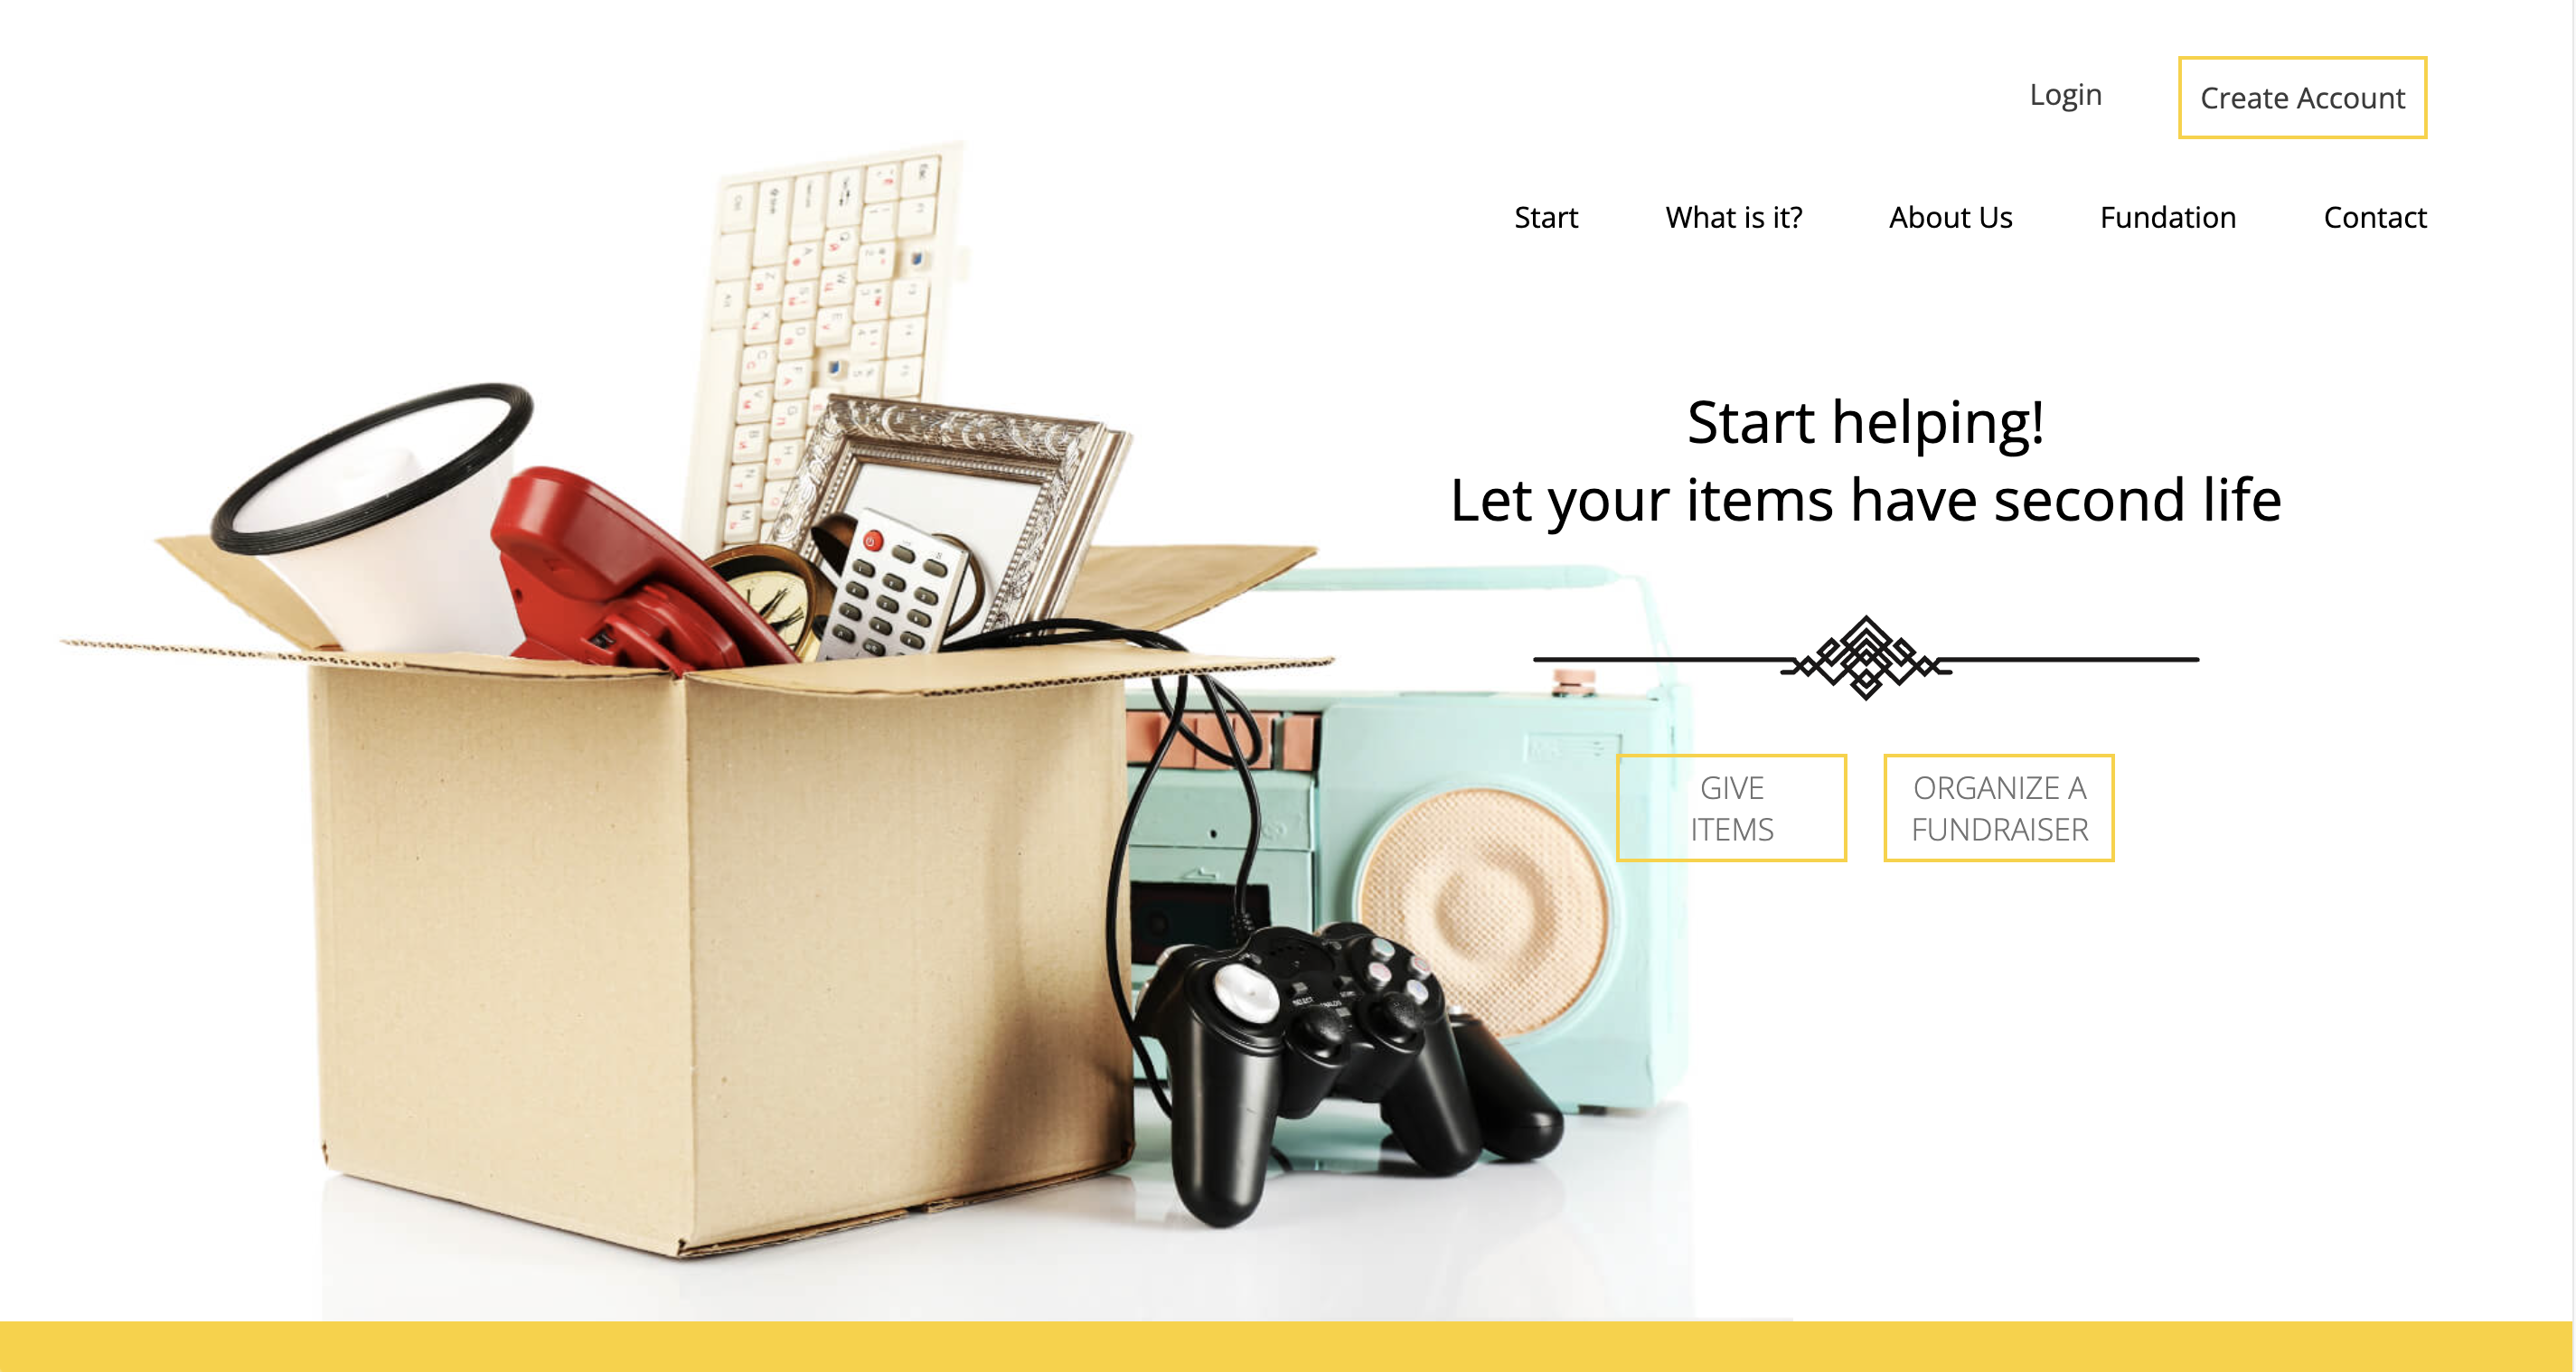 Login
Create Account
Start
What is it?
About Us
Fundation
Contact
Start helping!
Let your items have second life
GIVE
ITEMS
ORGANIZE A
FUNDRAISER
SELECT